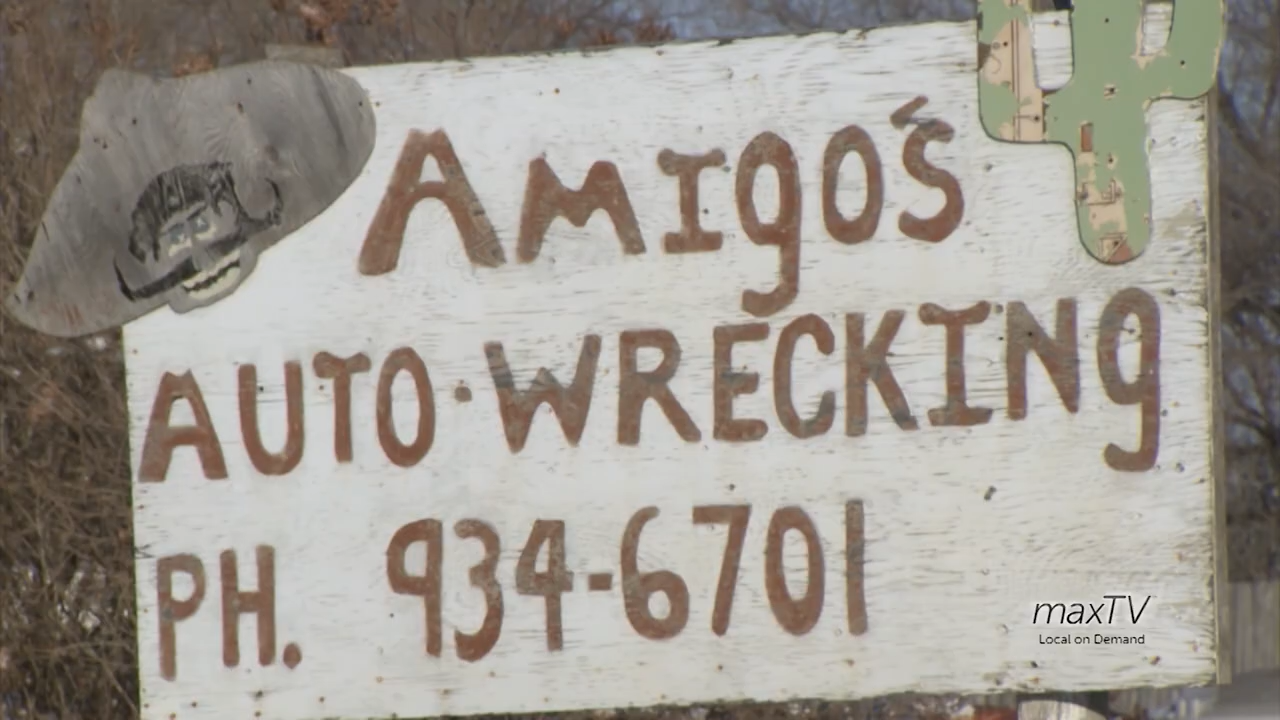 Amigo's
AUTO·WRECKINg
PH. 934-6701
maxTV
Local on Demand